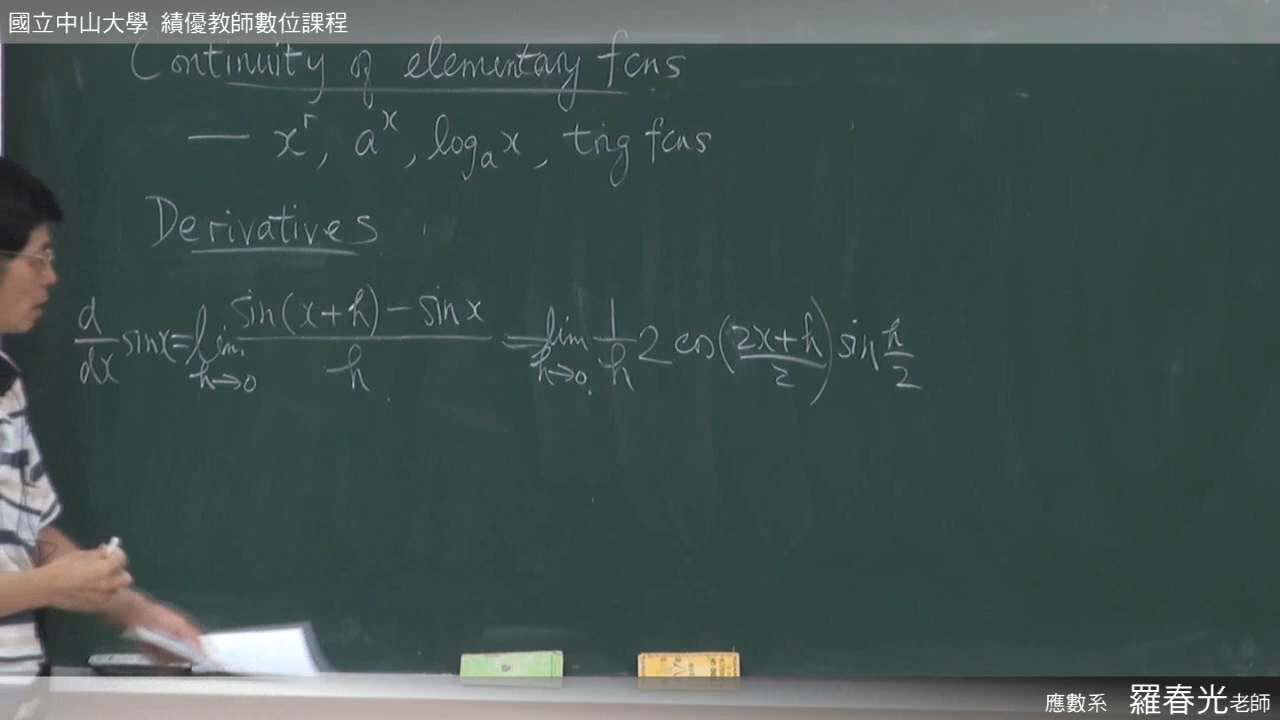 國立中山大學 績優教師數位課程
Continuity of elementary fcns
— x^r, a^x, log_a x, trig fcns
Derivatives
d/dx sinx = lim_{h→0} (sin(x+h) − sin x)/h = lim_{h→0} 1/h 2 cos((2x+h)/2) sin h/2
應數系 羅春光老師